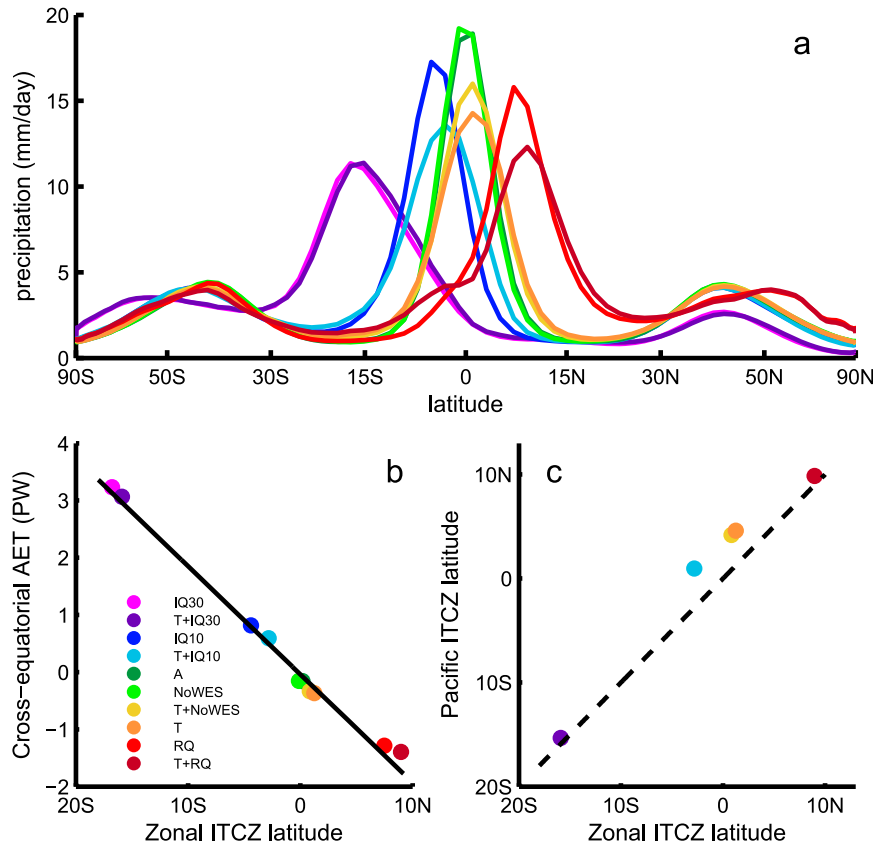 a
20
15
10
5
0
precipitation (mm/day)
90S 50S 30S 15S 0 15N 30N 50N 90N
latitude
b
4
3
2
1
0
−1
−2
Cross−equatorial AET (PW)
IQ30
T+IQ30
IQ10
T+IQ10
A
NoWES
T+NoWES
T
RQ
T+RQ
20S 10S 0 10N
Zonal ITCZ latitude
c
10N
0
10S
20S
Pacific ITCZ latitude
20S 10S 0 10N
Zonal ITCZ latitude